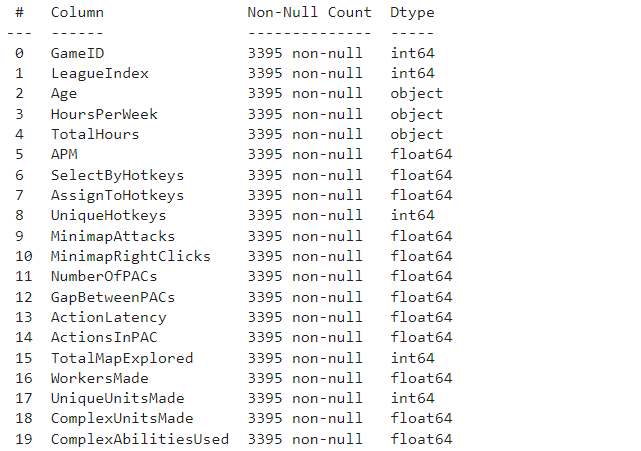 #   Column               Non-Null Count  Dtype
---  ------               --------------  -----
0   GameID               3395 non-null   int64
1   LeagueIndex          3395 non-null   int64
2   Age                  3395 non-null   object
3   HoursPerWeek         3395 non-null   object
4   TotalHours           3395 non-null   object
5   APM                  3395 non-null   float64
6   SelectByHotkeys      3395 non-null   float64
7   AssignToHotkeys      3395 non-null   float64
8   UniqueHotkeys        3395 non-null   int64
9   MinimapAttacks       3395 non-null   float64
10  MinimapRightClicks   3395 non-null   float64
11  NumberOfPACs         3395 non-null   float64
12  GapBetweenPACs       3395 non-null   float64
13  ActionLatency        3395 non-null   float64
14  ActionsInPAC         3395 non-null   float64
15  TotalMapExplored     3395 non-null   int64
16  WorkersMade          3395 non-null   float64
17  UniqueUnitsMade      3395 non-null   int64
18  ComplexUnitsMade     3395 non-null   float64
19  ComplexAbilitiesUsed  3395 non-null   float64